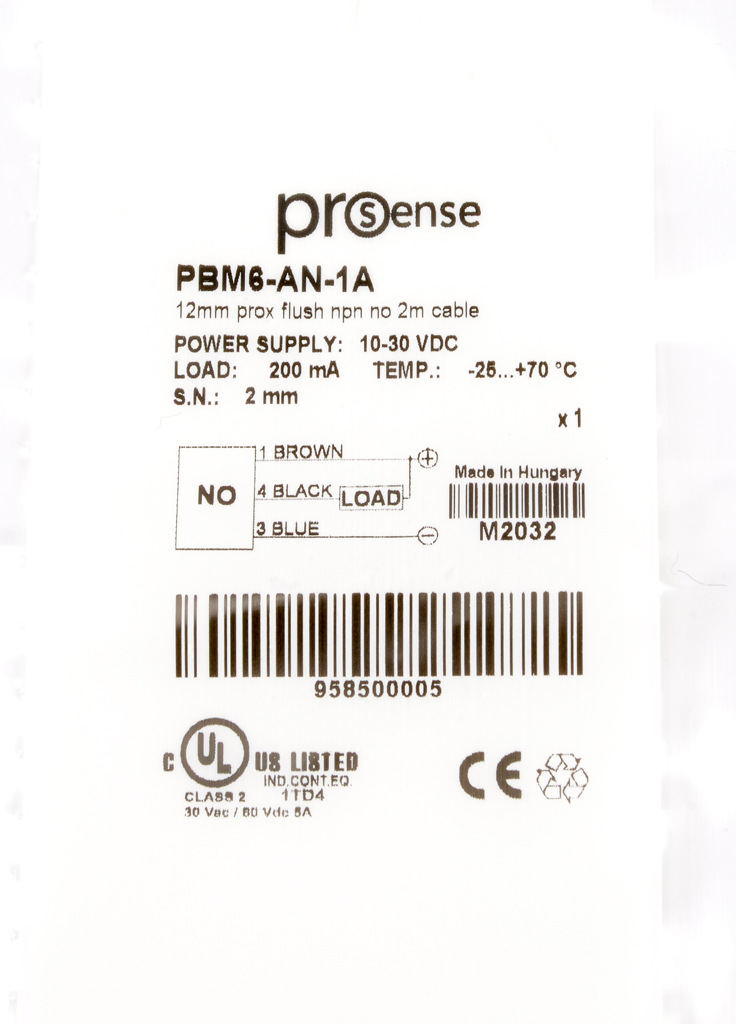 prosense
PBM6-AN-1A
12mm prox flush npn no 2m cable
POWER SUPPLY: 10-30 VDC
LOAD: 200 mA TEMP.: -25...+70 °C
S.N.: 2 mm
x 1
1 BROWN +
NO 4 BLACK LOAD
3 BLUE −
Made In Hungary
M2032
958500005
C UL US LISTED
IND.CONT.EQ.
CLASS 2 1TD4
30 Vac / 60 Vdc 5A
CE